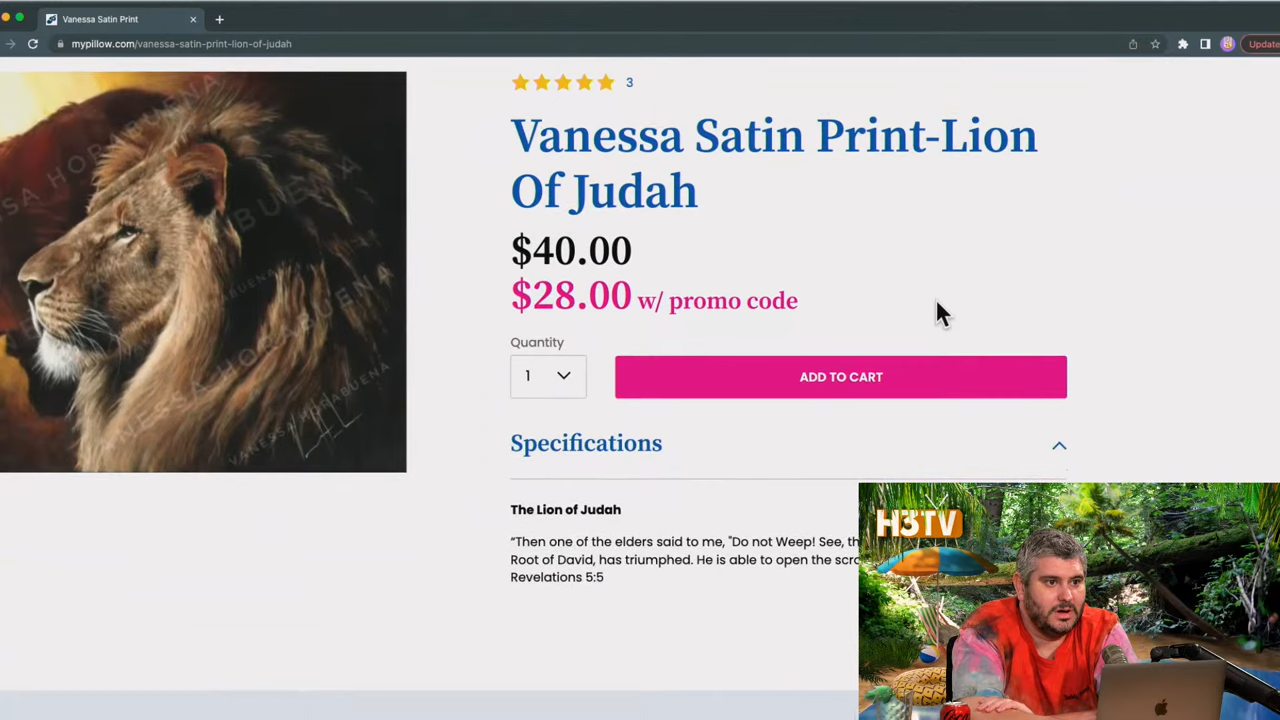 Vanessa Satin Print
mypillow.com/vanessa-satin-print-lion-of-judah
Update
3
Vanessa Satin Print-Lion
Of Judah
$40.00
$28.00 w/ promo code
Quantity
1
ADD TO CART
Specifications
The Lion of Judah
“Then one of the elders said to me, "Do not Weep! See, th
Root of David, has triumphed. He is able to open the scro
Revelations 5:5
VANESSA HORABUENA
H3TV